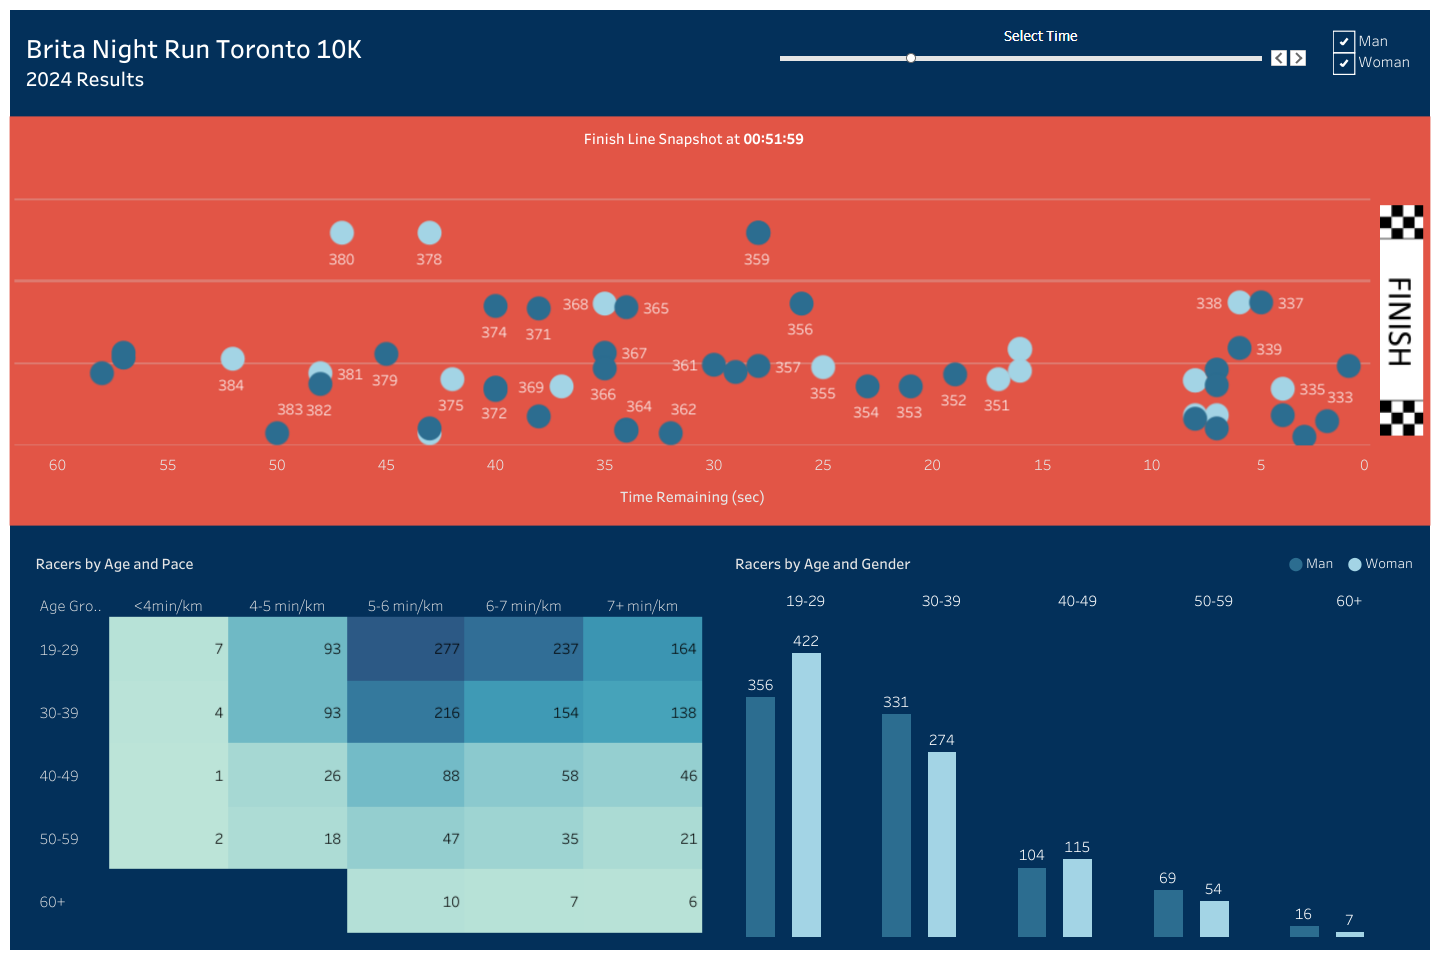 Brita Night Run Toronto 10K
2024 Results
Select Time
Man
Woman
Finish Line Snapshot at 00:51:59
380 378 359
368 365 338 337
374 371 356
367 339
384 381 379 361 357
369 366 355
375 372 354 353 352 351 335 333
383 382 364 362
60 55 50 45 40 35 30 25 20 15 10 5 0
Time Remaining (sec)
FINISH
Racers by Age and Pace
Age Gro.. <4min/km 4-5 min/km 5-6 min/km 6-7 min/km 7+ min/km
19-29 7 93 277 237 164
30-39 4 93 216 154 138
40-49 1 26 88 58 46
50-59 2 18 47 35 21
60+ 10 7 6
Racers by Age and Gender
Man Woman
19-29 30-39 40-49 50-59 60+
356 422 331 274 104 115 69 54 16 7